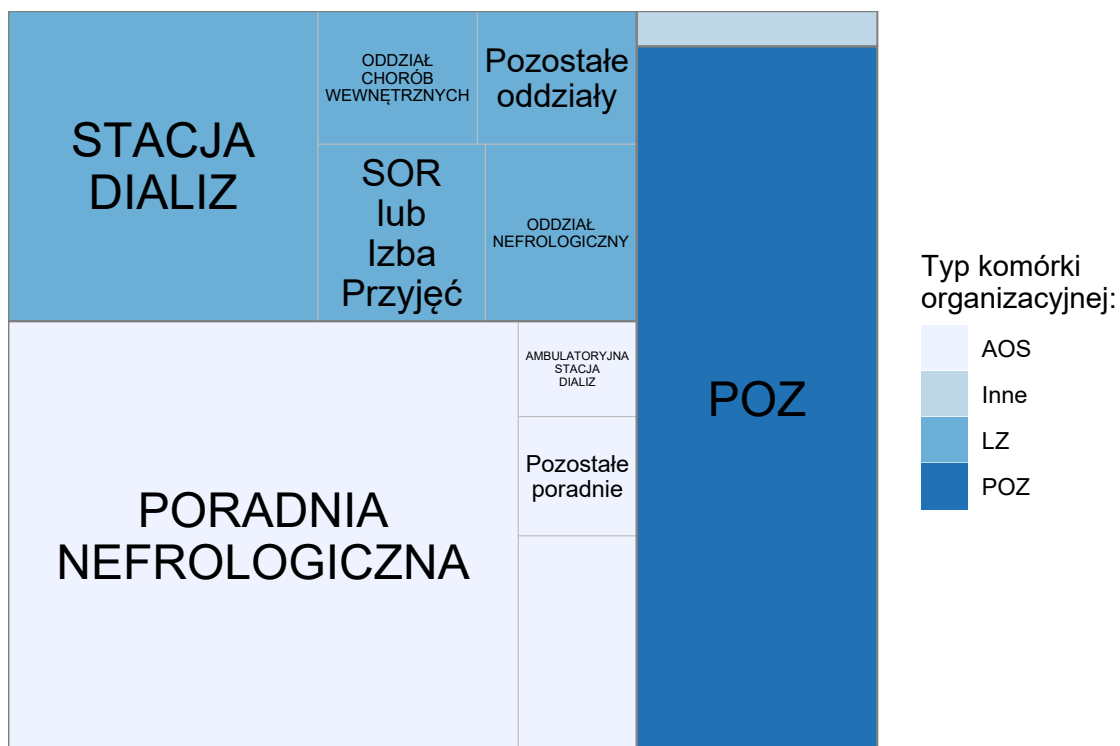 STACJA
DIALIZ
ODDZIAŁ
CHORÓB
WEWNĘTRZNYCH
Pozostałe
oddziały
SOR
lub
Izba
Przyjęć
ODDZIAŁ
NEFROLOGICZNY
PORADNIA
NEFROLOGICZNA
AMBULATORYJNA
STACJA
DIALIZ
Pozostałe
poradnie
POZ
Typ komórki
organizacyjnej:
AOS
Inne
LZ
POZ